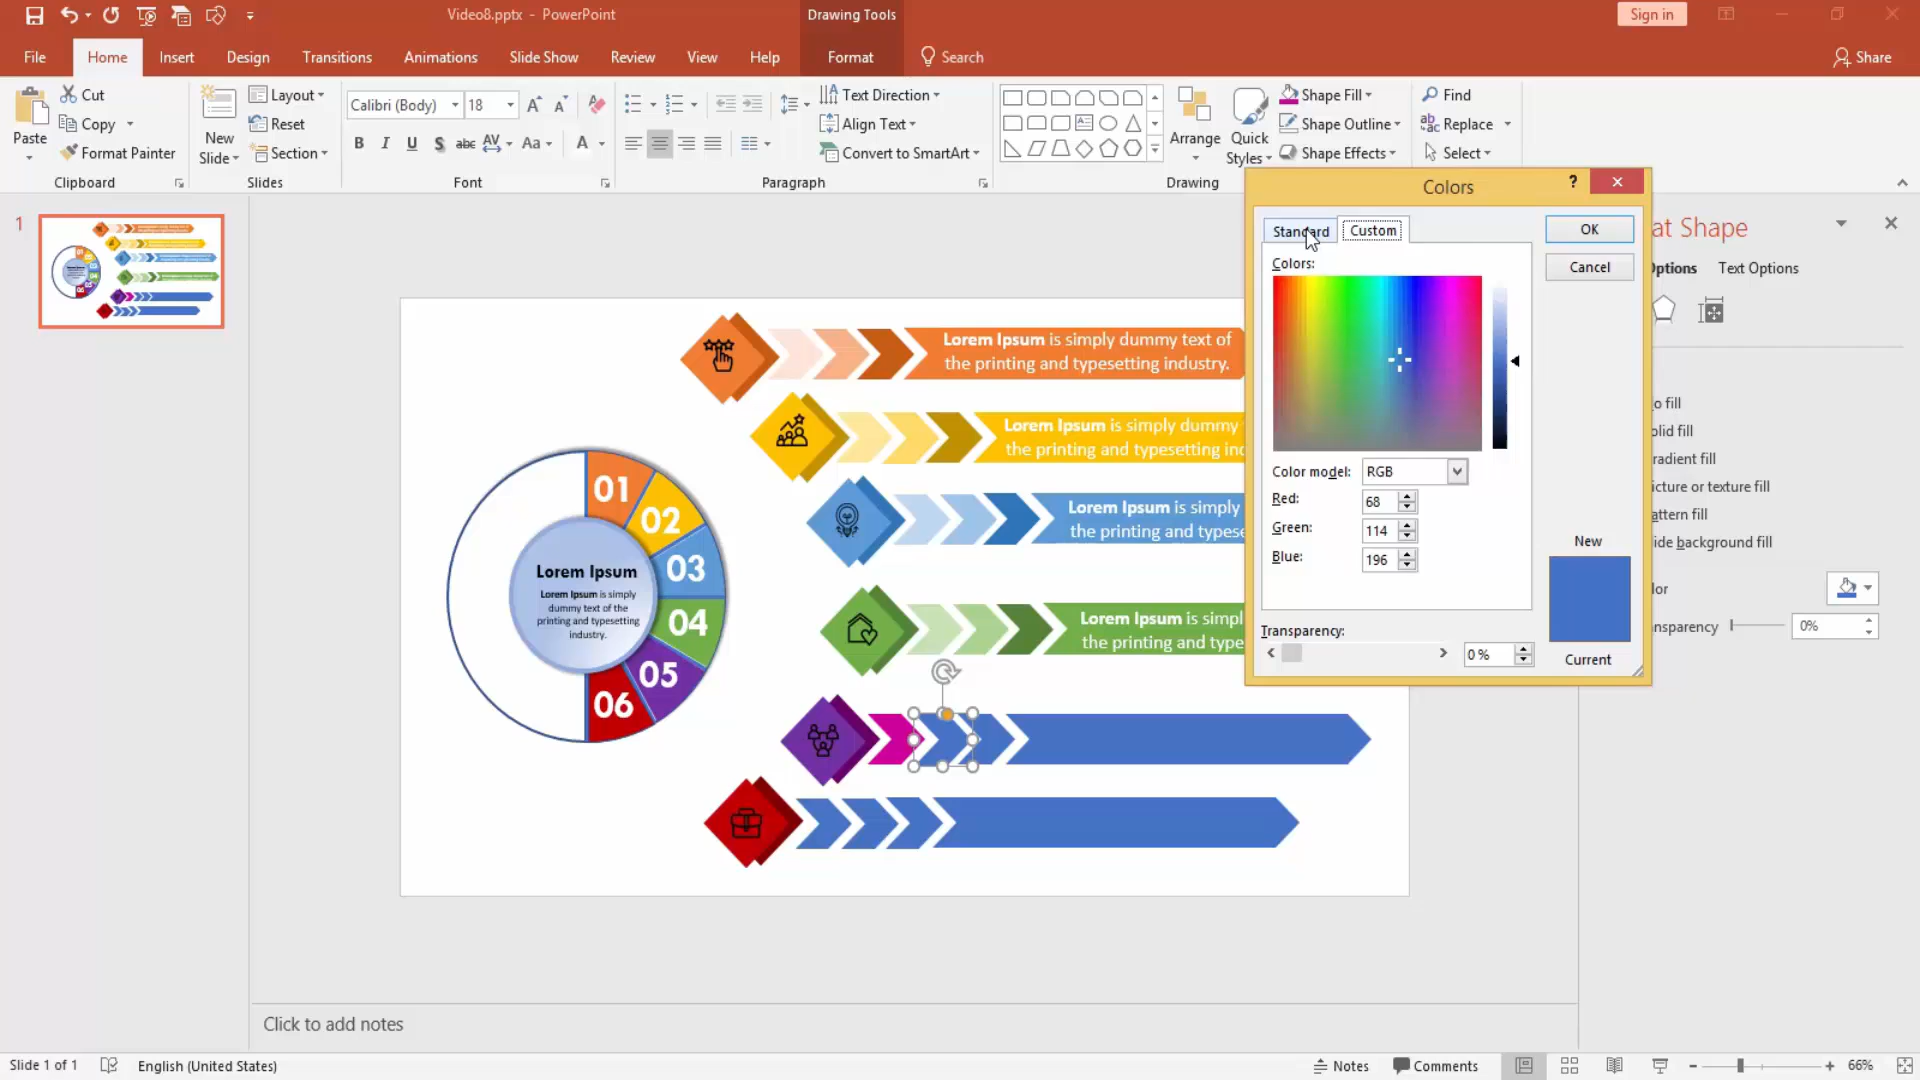 Video8.pptx - PowerPoint
Drawing Tools
Sign in
File
Home
Insert
Design
Transitions
Animations
Slide Show
Review
View
Help
Format
Search
Share
Paste
Cut
Copy
Format Painter
Clipboard
New
Slide
Layout
Reset
Section
Slides
Calibri (Body)
18
B I U S abc AV Aa A
Font
Text Direction
Align Text
Convert to SmartArt
Paragraph
Arrange
Quick
Styles
Shape Fill
Shape Outline
Shape Effects
Drawing
Find
Replace
Select
1
Lorem Ipsum is simply dummy text of
the printing and typesetting industry.
Lorem Ipsum is simply dummy
the printing and typesetting in
Lorem Ipsum is simply
the printing and typese
Lorem Ipsum is simpl
the printing and type
01
02
03
04
05
06
Lorem Ipsum
Lorem Ipsum is simply
dummy text of the
printing and typesetting
industry.
Colors
?
Standard
Custom
OK
Cancel
Colors:
Color model: RGB
Red: 68
Green: 114
Blue: 196
Transparency:
0 %
New
Current
at Shape
Options
Text Options
o fill
olid fill
radient fill
icture or texture fill
attern fill
ide background fill
lor
nsparency
0%
Click to add notes
Slide 1 of 1
English (United States)
Notes
Comments
66%